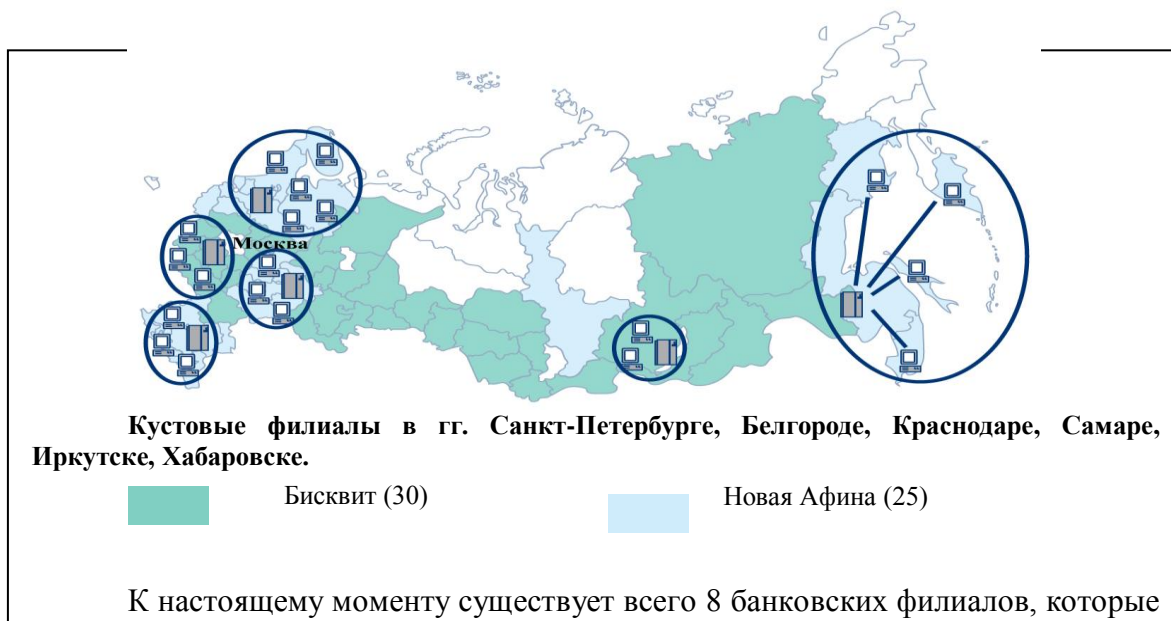 Москва
Кустовые филиалы в гг. Санкт-Петербурге, Белгороде, Краснодаре, Самаре,
Иркутске, Хабаровске.
Бисквит (30)
Новая Афина (25)
К настоящему моменту существует всего 8 банковских филиалов, которые